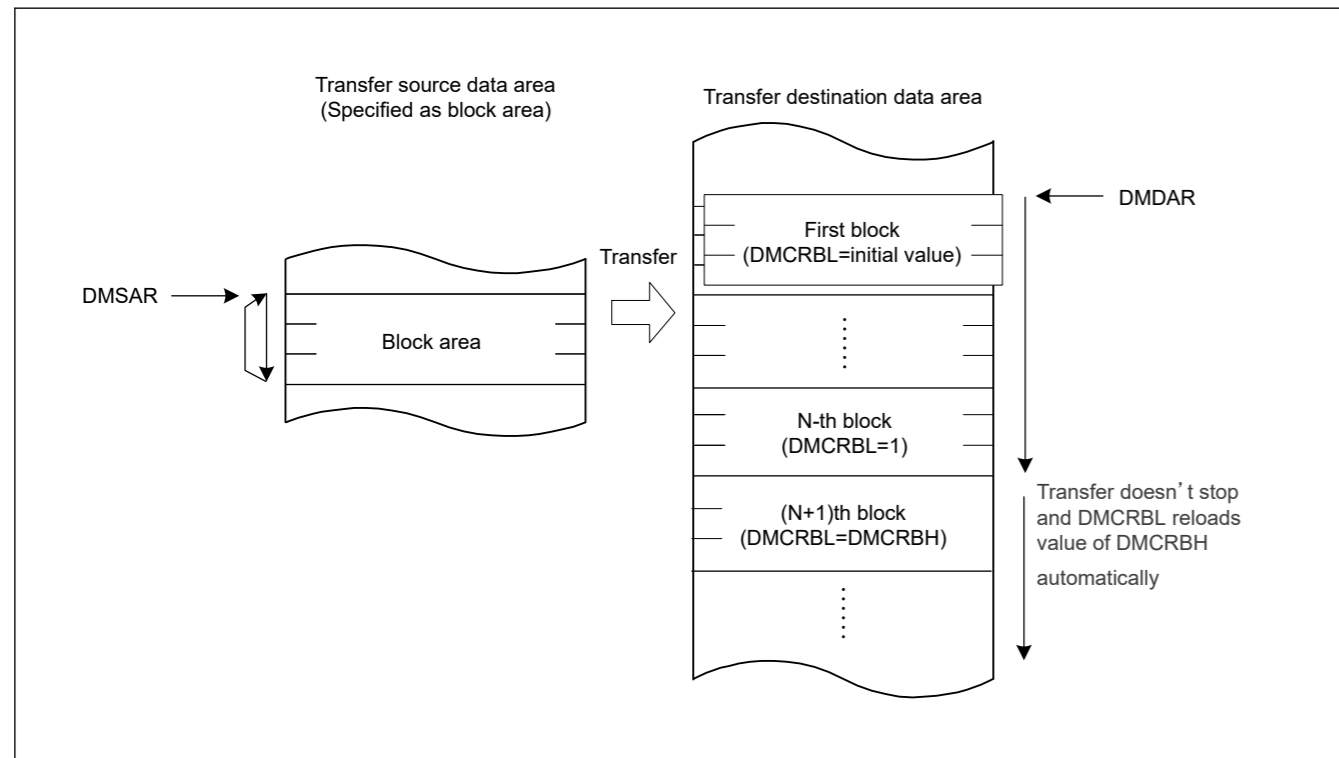 Transfer source data area
(Specified as block area)
Transfer destination data area
DMDAR
First block
(DMCRBL=initial value)
Transfer
DMSAR
Block area
N-th block
(DMCRBL=1)
(N+1)th block
(DMCRBL=DMCRBH)
Transfer doesn’t stop
and DMCRBL reloads
value of DMCRBH
automatically